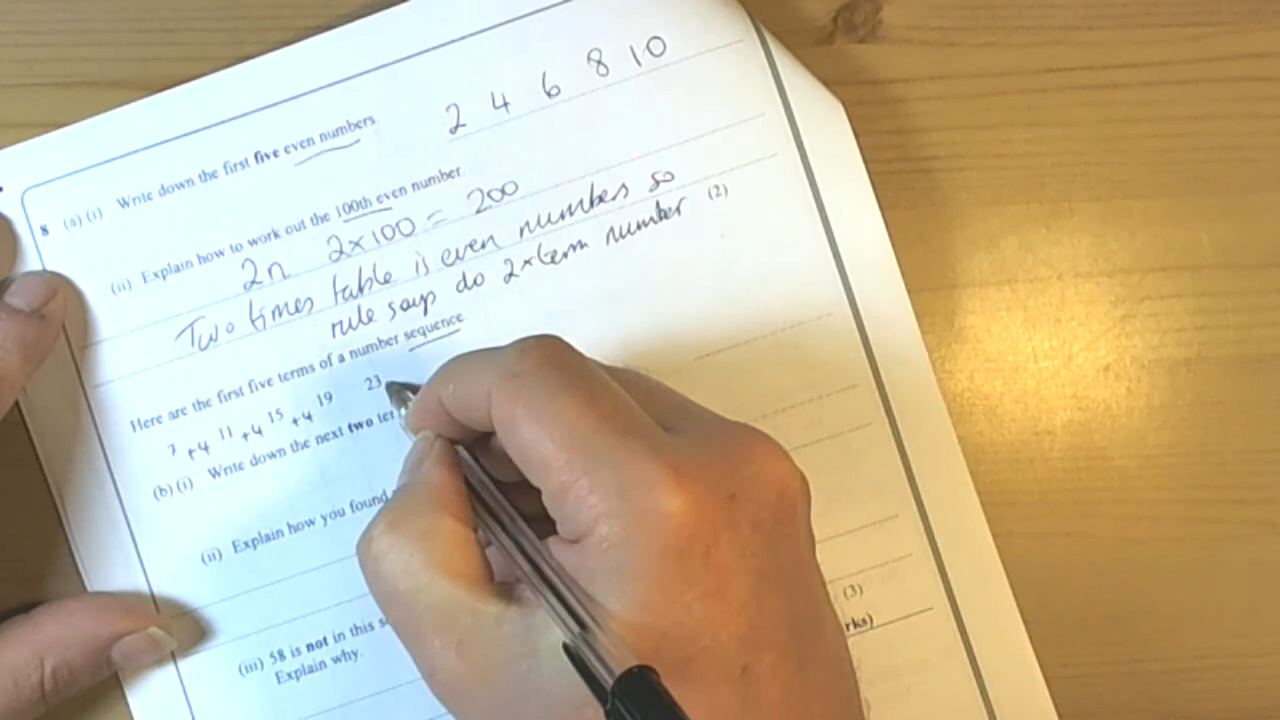 8 (a) (i) Write down the first five even numbers.
2 4 6 8 10
(ii) Explain how to work out the 100th even number.
2n 2×100 = 200
Two times table is even numbers so
rule says do 2×term number
(2)
Here are the first five terms of a number sequence
7 +4 11 +4 15 +4 19 23
(b) (i) Write down the next two
(ii) Explain how you found
(iii) 58 is not in this
Explain why.
(3)